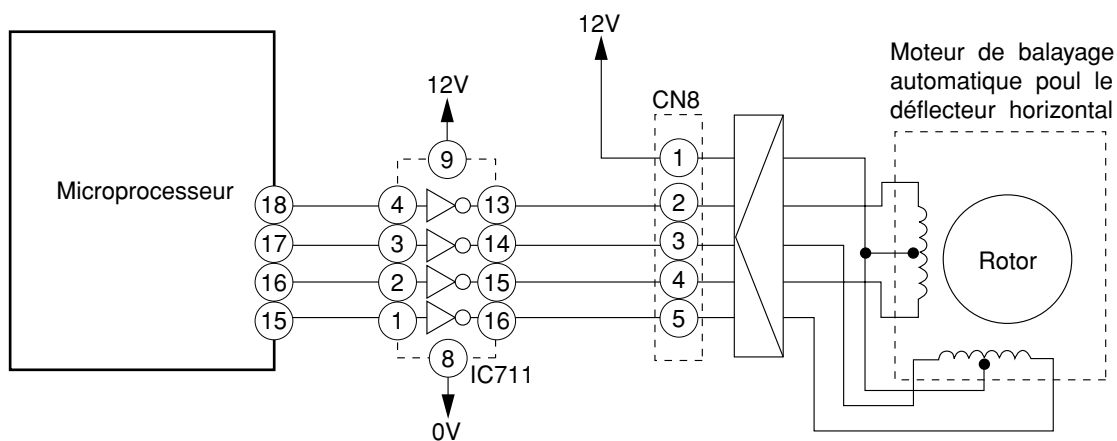 12V
Moteur de balayage
automatique poul le
déflecteur horizontal
12V
CN8
9
1
Microprocesseur
18 4 13 2
17 3 14 3
Rotor
16 2 15 4
15 1 16 5
8
IC711
0V